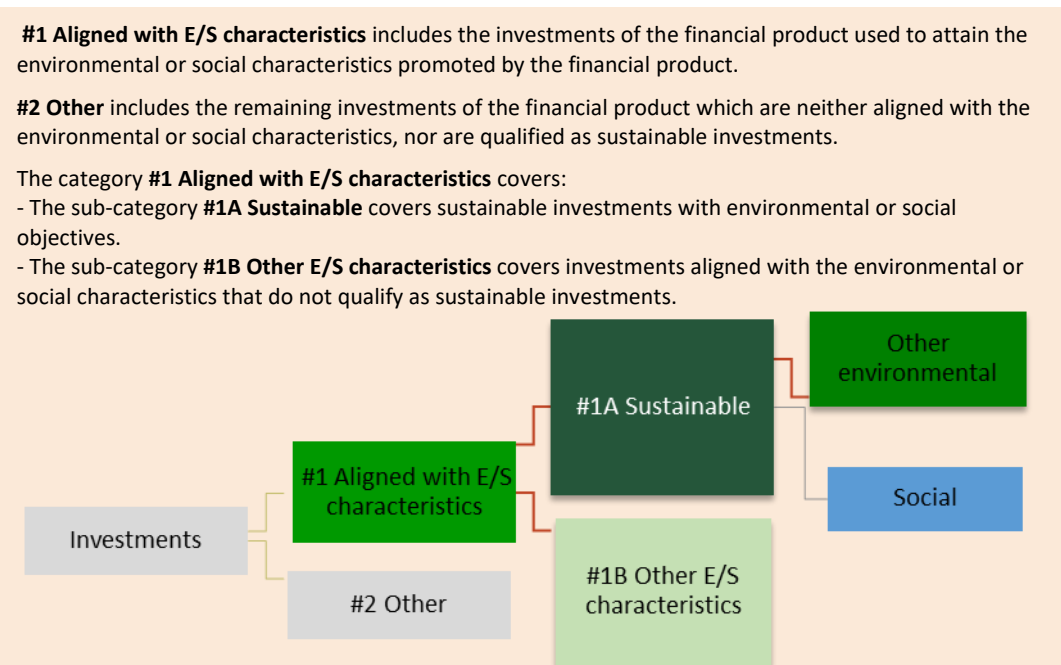 #1 Aligned with E/S characteristics includes the investments of the financial product used to attain the
environmental or social characteristics promoted by the financial product.
#2 Other includes the remaining investments of the financial product which are neither aligned with the
environmental or social characteristics, nor are qualified as sustainable investments.
The category #1 Aligned with E/S characteristics covers:
- The sub-category #1A Sustainable covers sustainable investments with environmental or social
objectives.
- The sub-category #1B Other E/S characteristics covers investments aligned with the environmental or
social characteristics that do not qualify as sustainable investments.
Investments
#1 Aligned with E/S
characteristics
#2 Other
#1A Sustainable
#1B Other E/S
characteristics
Other
environmental
Social